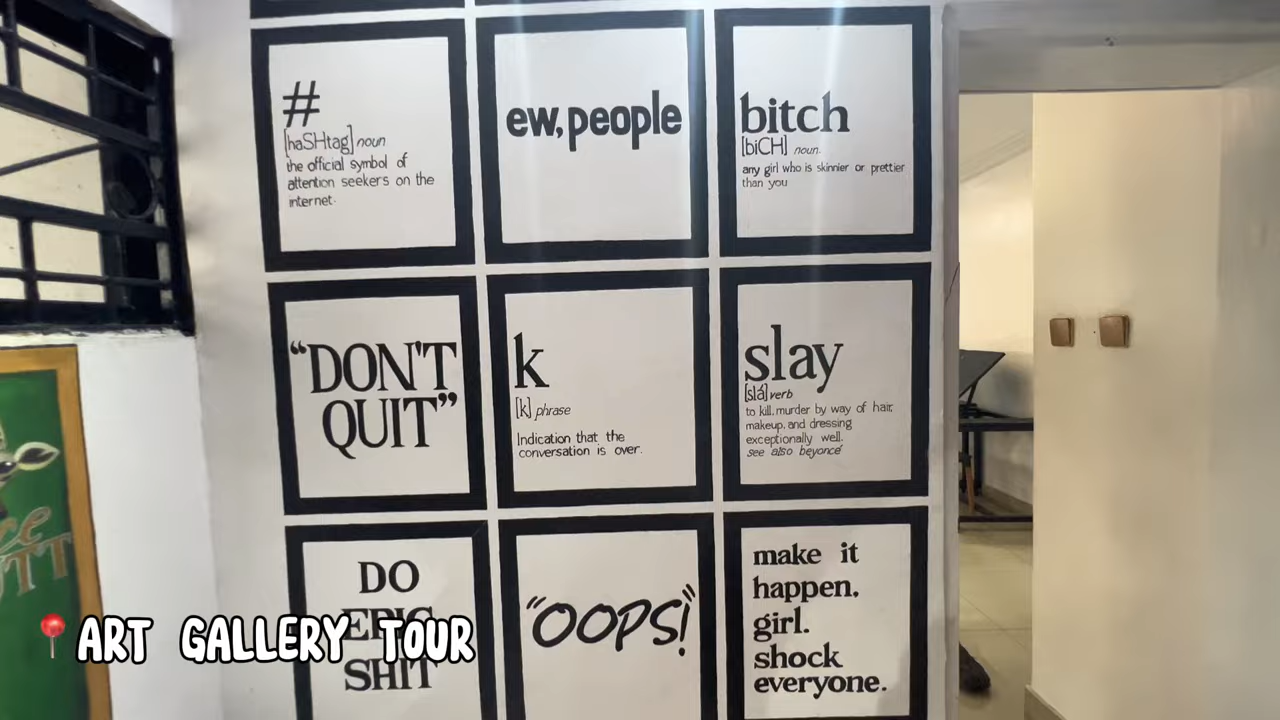 #
[haSHtag] noun
the official symbol of
attention seekers on the
internet.
ew, people
bitch
[biCH] noun.
any girl who is skinnier or prettier
than you
“DON'T
QUIT”
k
[k] phrase
Indication that the
conversation is over.
slay
[slá] verb
to kill, murder by way of hair,
makeup, and dressing
exceptionally well.
see also beyoncé
DO
EPIC
SHIT
“OOPS!”
make it
happen.
girl.
shock
everyone.
ART GALLERY TOUR